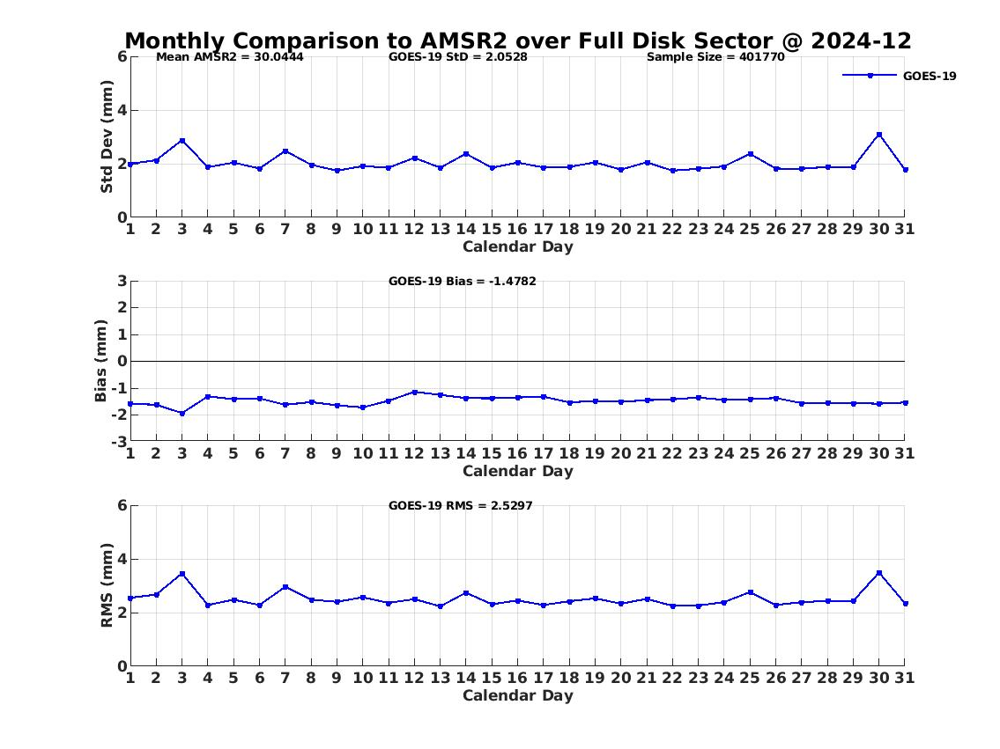 Monthly Comparison to AMSR2 over Full Disk Sector @ 2024-12
Mean AMSR2 = 30.0444 GOES-19 StD = 2.0528 Sample Size = 401770
GOES-19
Std Dev (mm)
6
4
2
0
1 2 3 4 5 6 7 8 9 10 11 12 13 14 15 16 17 18 19 20 21 22 23 24 25 26 27 28 29 30 31
Calendar Day
GOES-19 Bias = -1.4782
Bias (mm)
3
2
1
0
-1
-2
-3
1 2 3 4 5 6 7 8 9 10 11 12 13 14 15 16 17 18 19 20 21 22 23 24 25 26 27 28 29 30 31
Calendar Day
GOES-19 RMS = 2.5297
RMS (mm)
6
4
2
0
1 2 3 4 5 6 7 8 9 10 11 12 13 14 15 16 17 18 19 20 21 22 23 24 25 26 27 28 29 30 31
Calendar Day